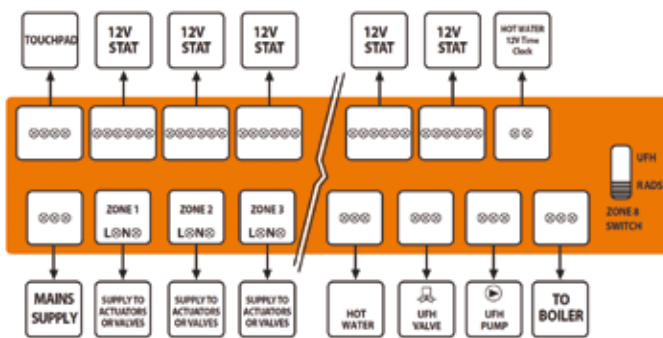 TOUCHPAD
12V
STAT
12V
STAT
12V
STAT
12V
STAT
12V
STAT
HOT WATER
12V Time
Clock
UFH
RADS
ZONE 8
SWITCH
ZONE 1
L N
ZONE 2
L N
ZONE 3
L N
MAINS
SUPPLY
SUPPLY TO
ACTUATORS
OR VALVES
SUPPLY TO
ACTUATORS
OR VALVES
SUPPLY TO
ACTUATORS
OR VALVES
HOT
WATER
UFH
VALVE
UFH
PUMP
TO
BOILER